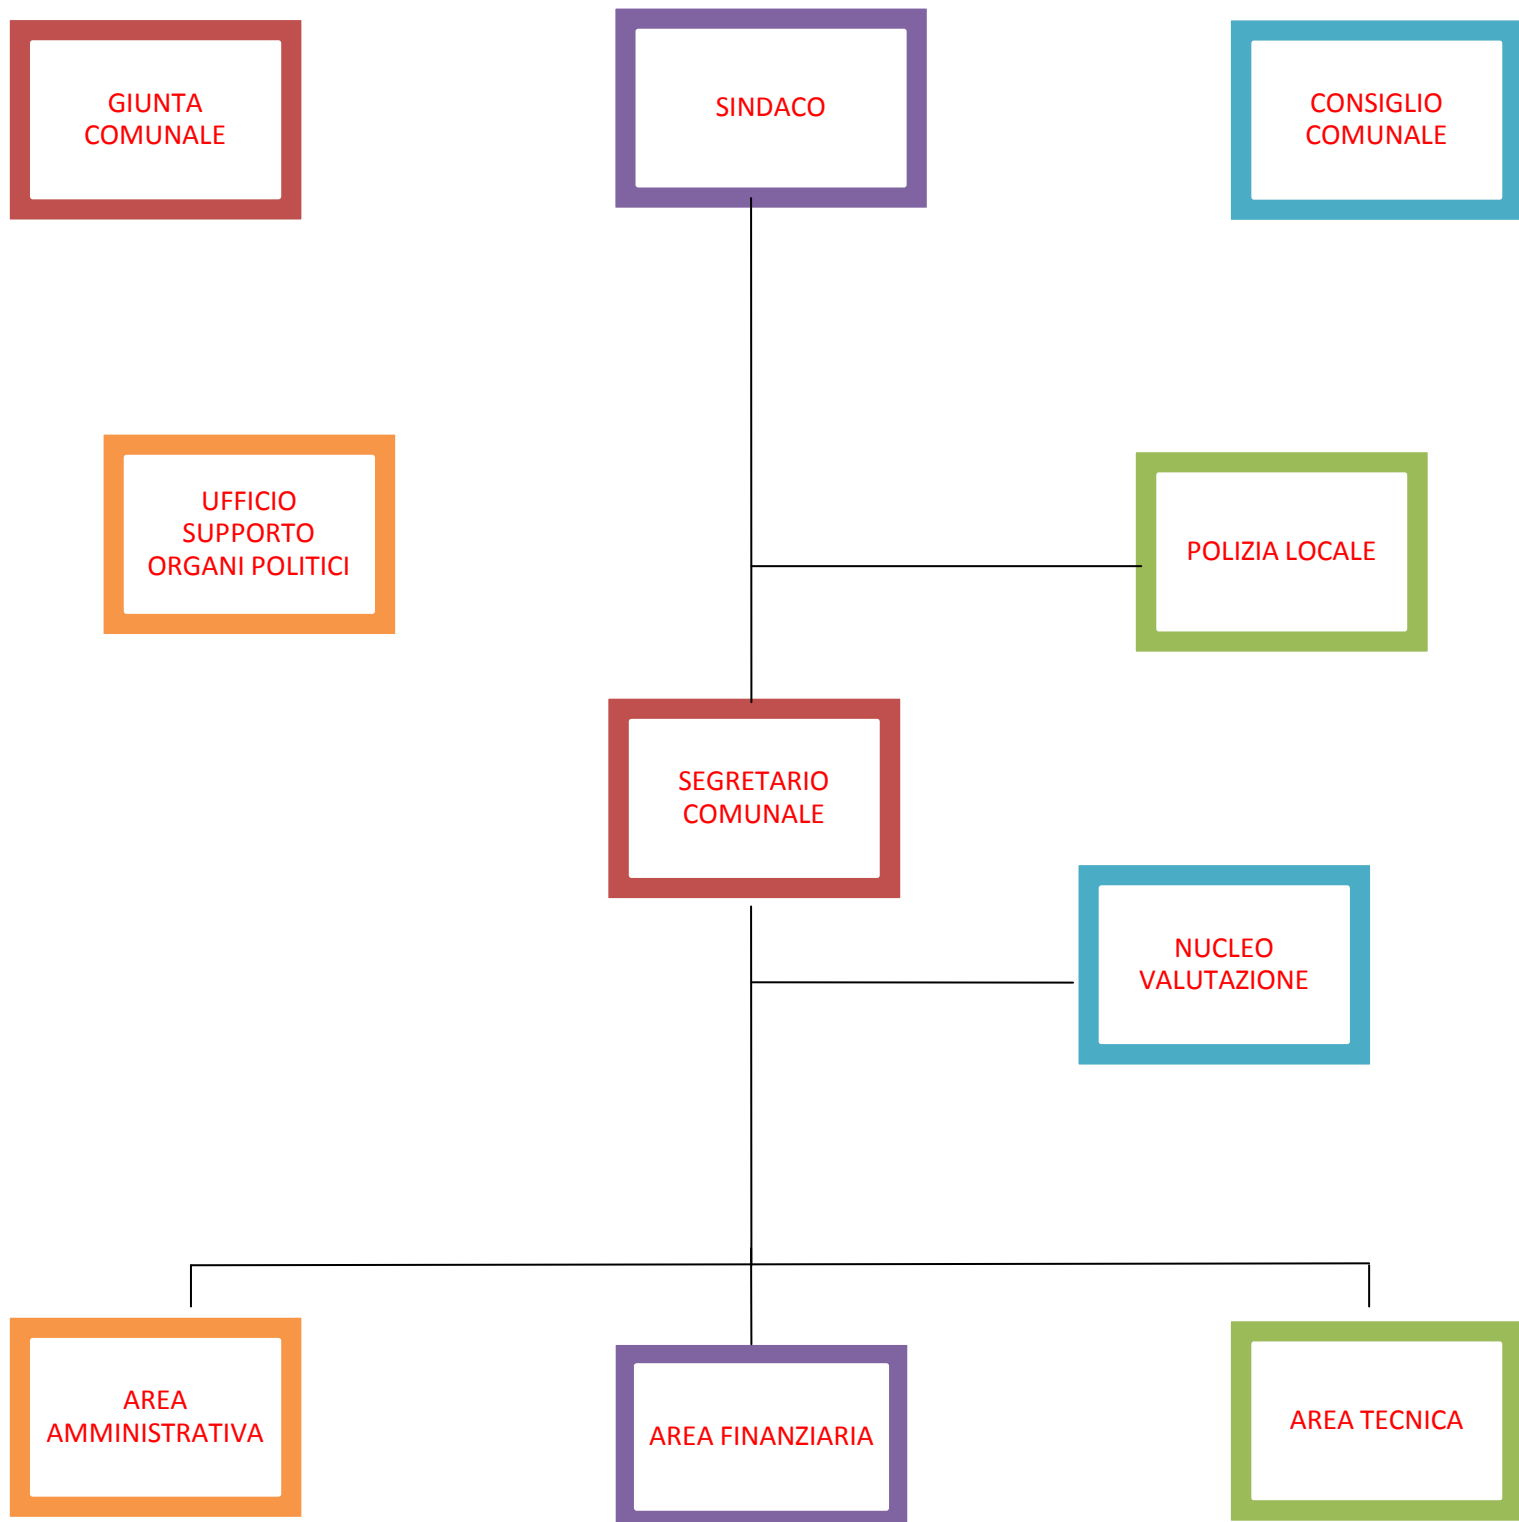 GIUNTA
COMUNALE
SINDACO
CONSIGLIO
COMUNALE
UFFICIO
SUPPORTO
ORGANI POLITICI
POLIZIA LOCALE
SEGRETARIO
COMUNALE
NUCLEO
VALUTAZIONE
AREA
AMMINISTRATIVA
AREA FINANZIARIA
AREA TECNICA